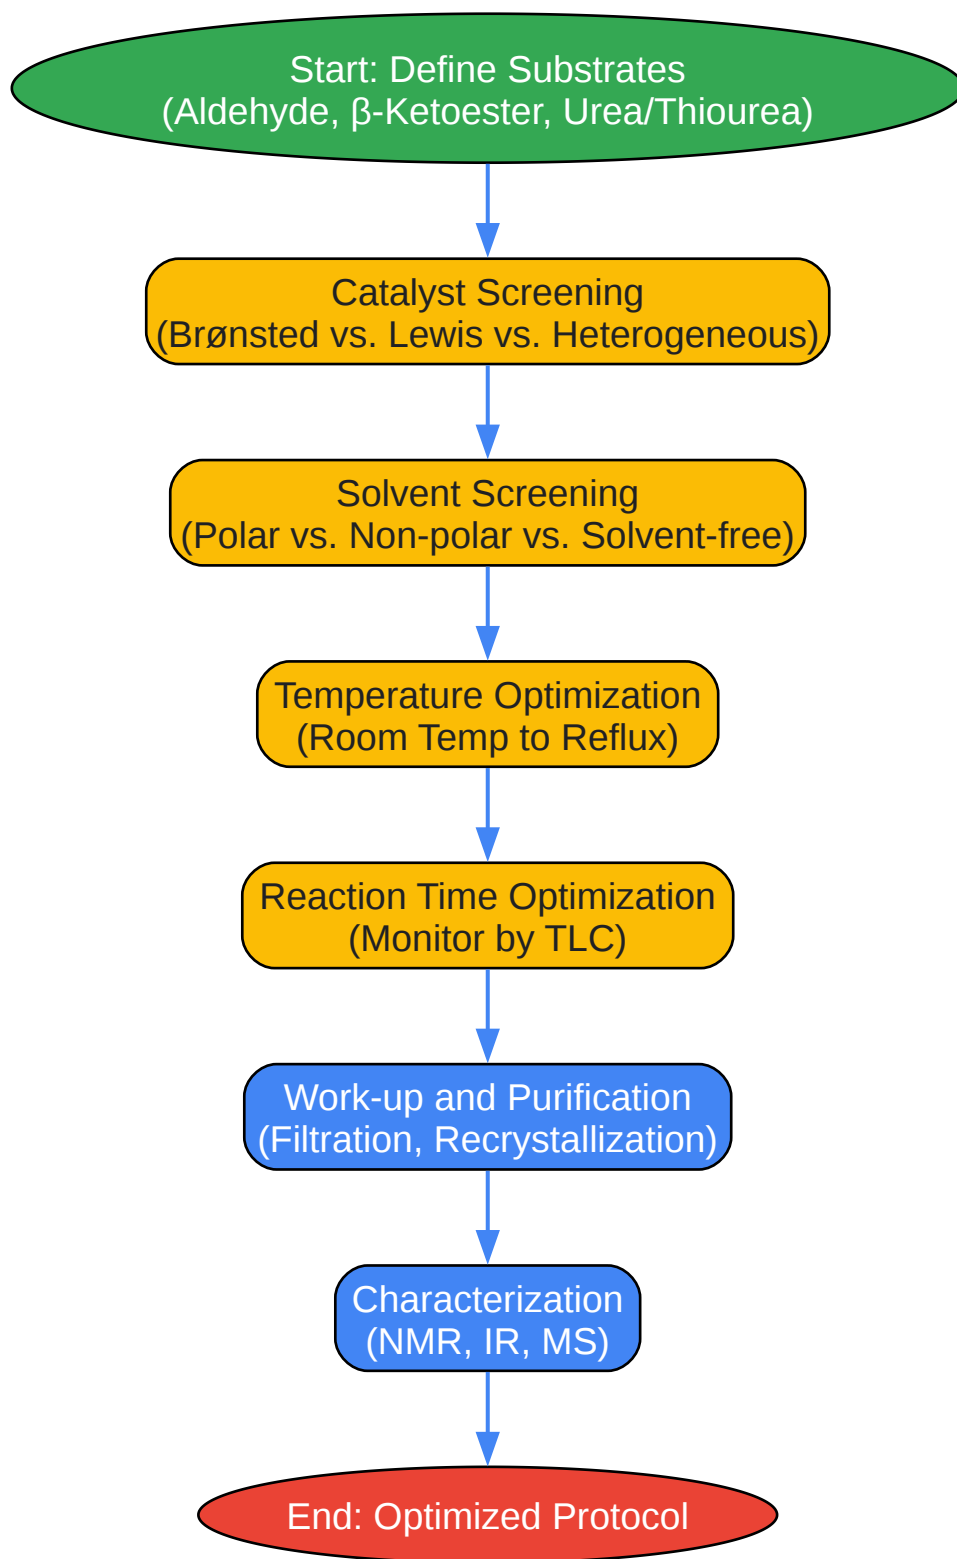 Start: Define Substrates
(Aldehyde, β-Ketoester, Urea/Thiourea)
Catalyst Screening
(Brønsted vs. Lewis vs. Heterogeneous)
Solvent Screening
(Polar vs. Non-polar vs. Solvent-free)
Temperature Optimization
(Room Temp to Reflux)
Reaction Time Optimization
(Monitor by TLC)
Work-up and Purification
(Filtration, Recrystallization)
Characterization
(NMR, IR, MS)
End: Optimized Protocol